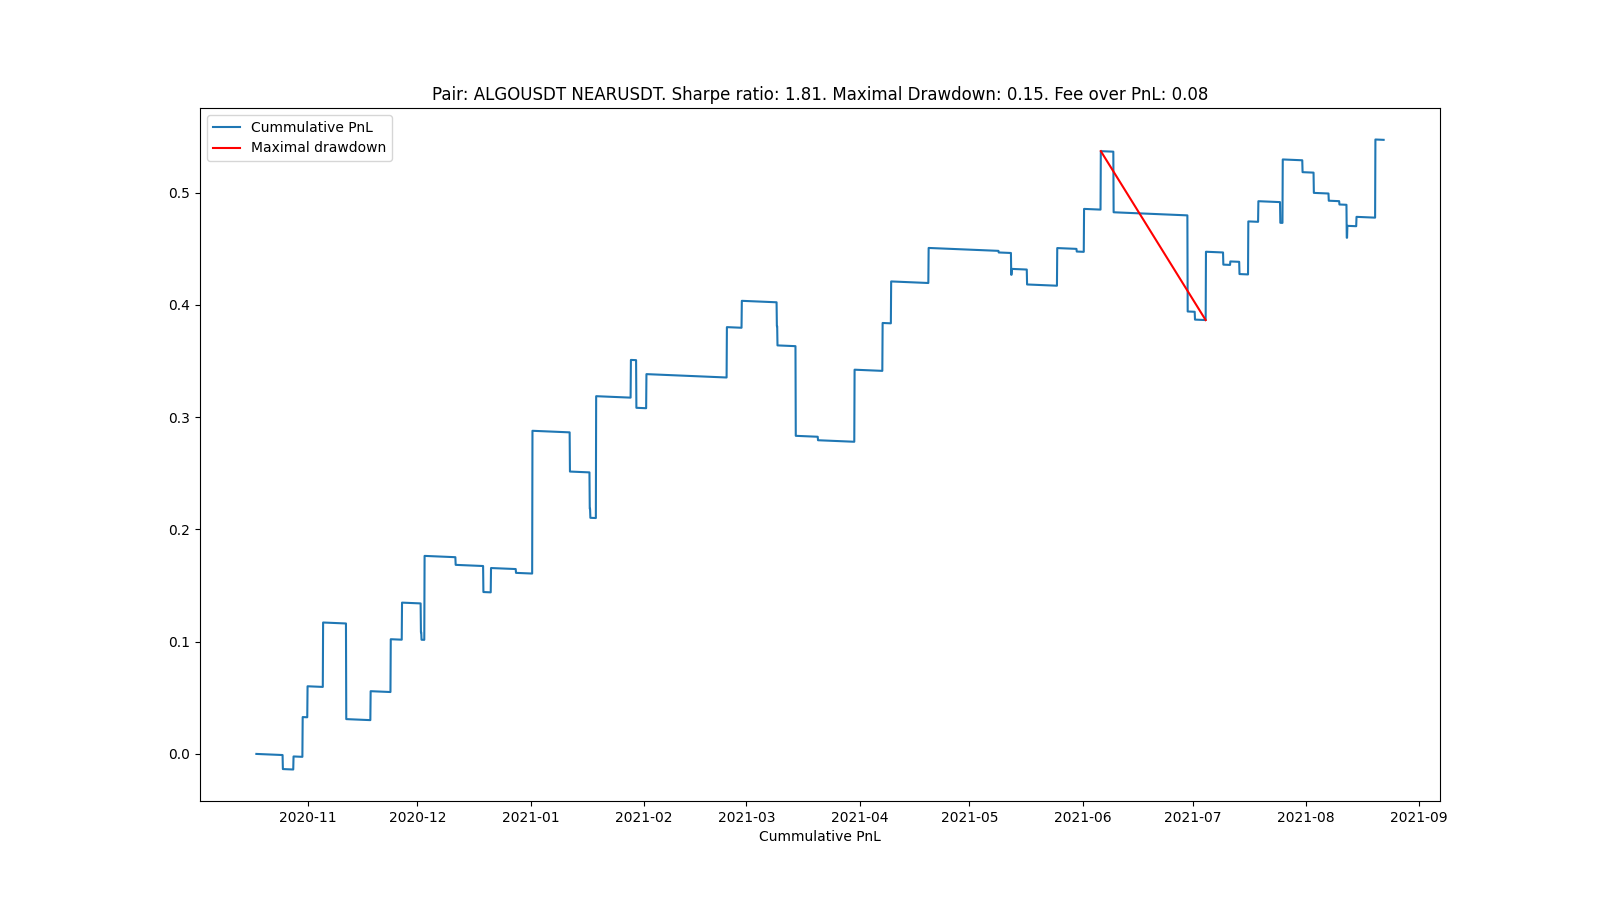 Pair: ALGOUSDT NEARUSDT. Sharpe ratio: 1.81. Maximal Drawdown: 0.15. Fee over PnL: 0.08
Cummulative PnL
Maximal drawdown
0.5
0.4
0.3
0.2
0.1
0.0
2020-11 2020-12 2021-01 2021-02 2021-03 2021-04 2021-05 2021-06 2021-07 2021-08 2021-09
Cummulative PnL